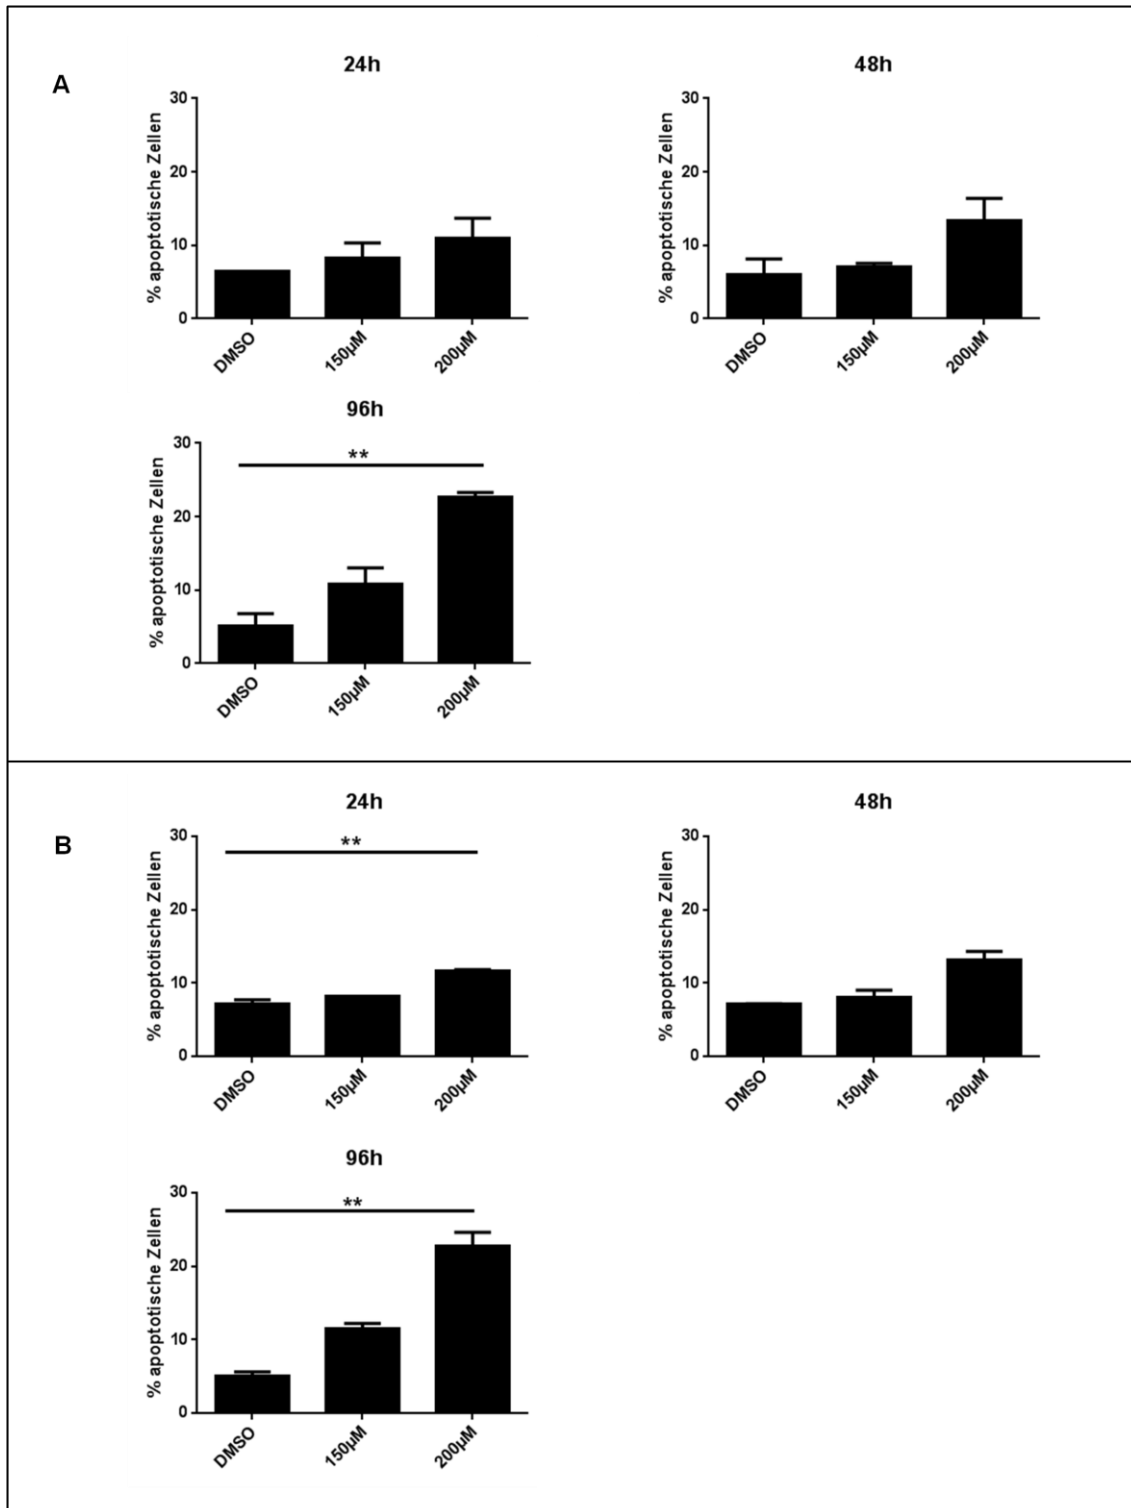 A
24h
% apoptotische Zellen
30
20
10
0
DMSO
150µM
200µM
48h
% apoptotische Zellen
30
20
10
0
DMSO
150µM
200µM
96h
% apoptotische Zellen
30
20
10
0
**
DMSO
150µM
200µM
B
24h
% apoptotische Zellen
30
20
10
0
**
DMSO
150µM
200µM
48h
% apoptotische Zellen
30
20
10
0
DMSO
150µM
200µM
96h
% apoptotische Zellen
30
20
10
0
**
DMSO
150µM
200µM